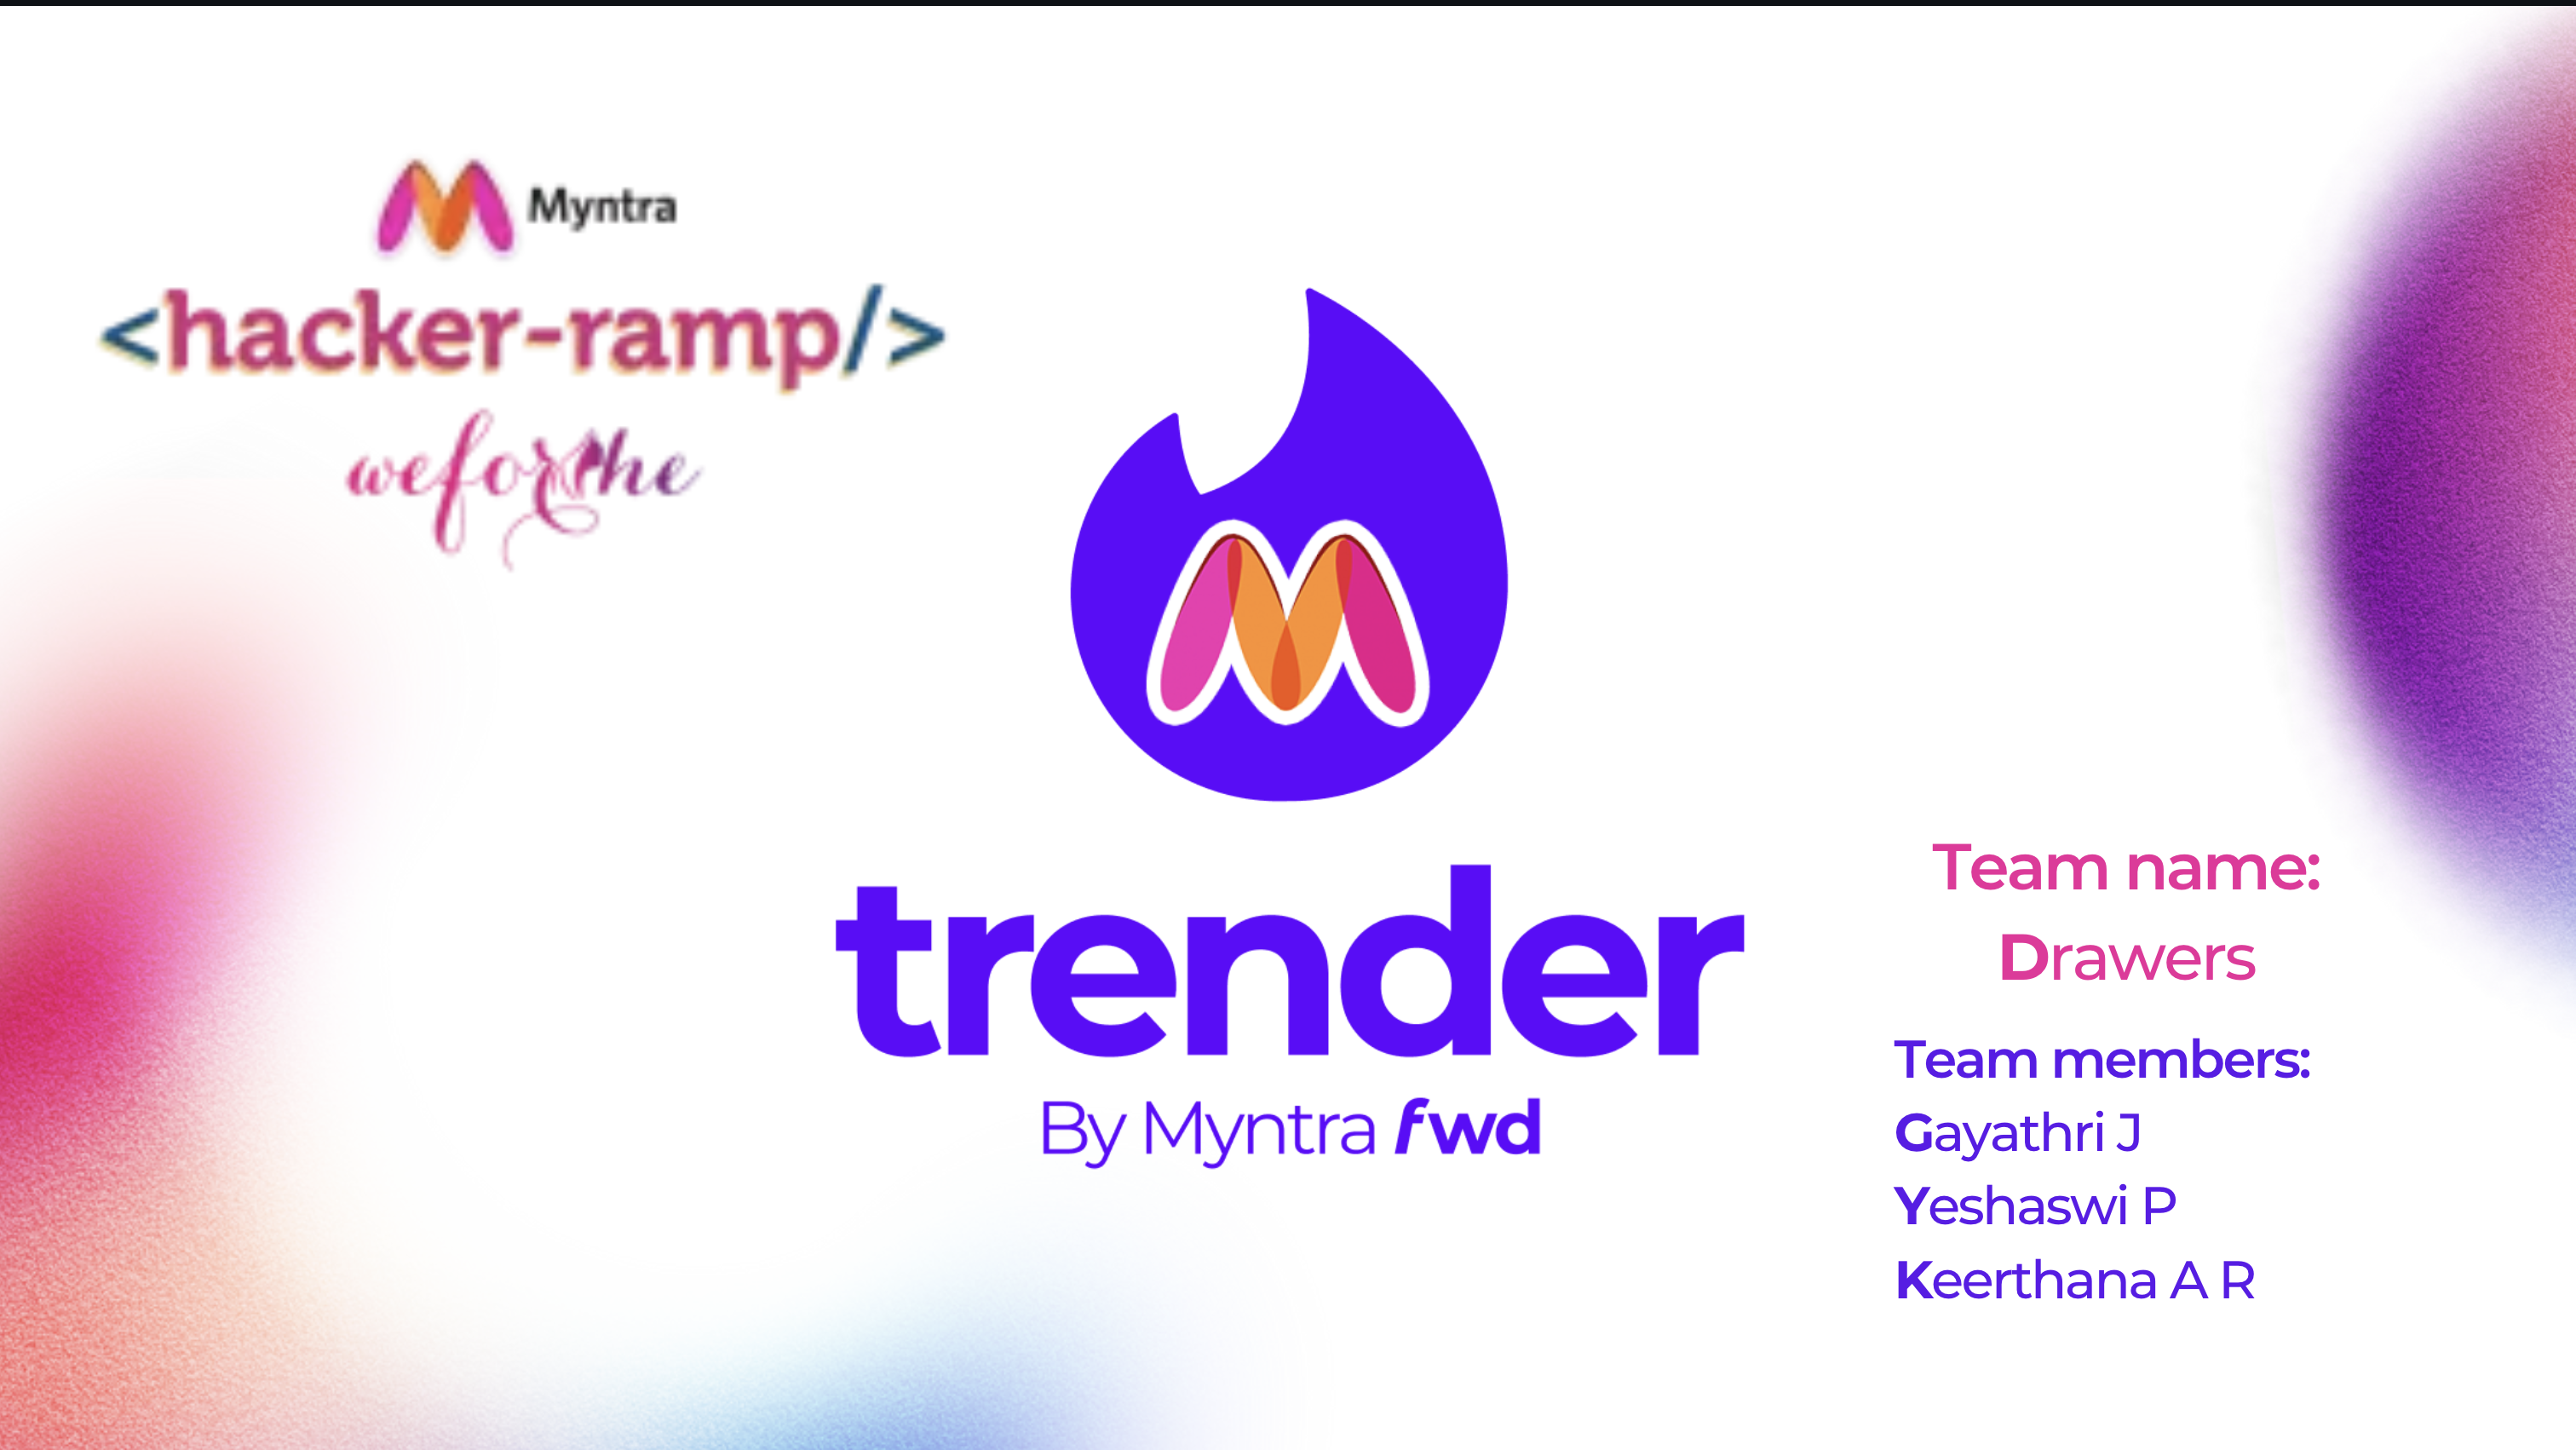 Myntra
<hacker-ramp/>
weforshe
trender
By Myntra fwd
Team name:
Drawers
Team members:
Gayathri J
Yeshaswi P
Keerthana A R